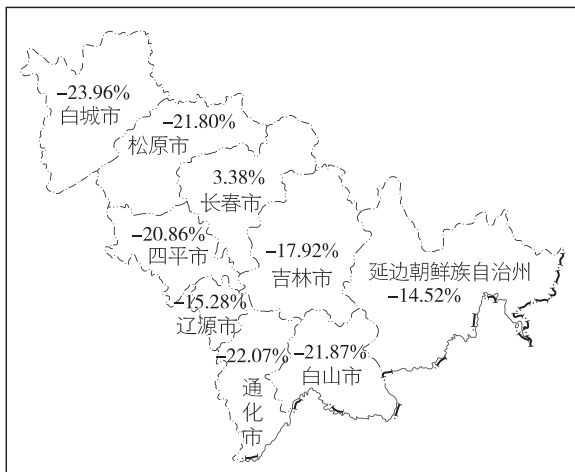 -23.96%
白城市
-21.80%
松原市
3.38%
长春市
-20.86%
四平市
-17.92%
吉林市
延边朝鲜族自治州
-14.52%
-15.28%
辽源市
-22.07%
通化市
-21.87%
白山市